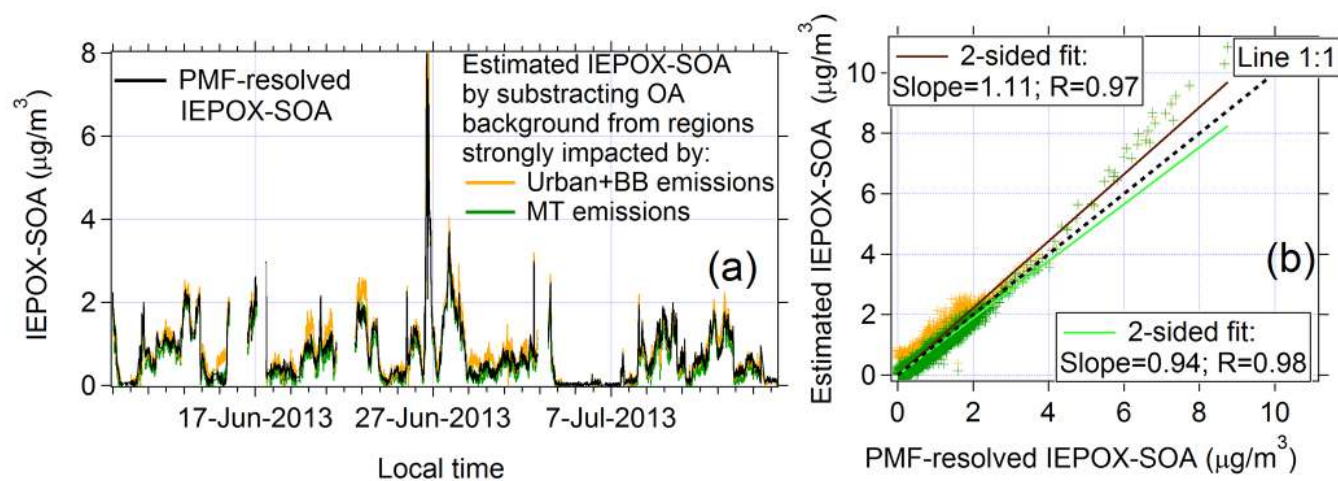 8
6
4
2
0
IEPOX-SOA (μg/m³)
PMF-resolved
IEPOX-SOA
Estimated IEPOX-SOA
by substracting OA
background from regions
strongly impacted by:
Urban+BB emissions
MT emissions
(a)
17-Jun-2013
27-Jun-2013
7-Jul-2013
Local time
Estimated IEPOX-SOA (μg/m³)
10
8
6
4
2
0
2-sided fit:
Slope=1.11; R=0.97
Line 1:1
(b)
2-sided fit:
Slope=0.94; R=0.98
0
2
4
6
8
10
PMF-resolved IEPOX-SOA (μg/m³)